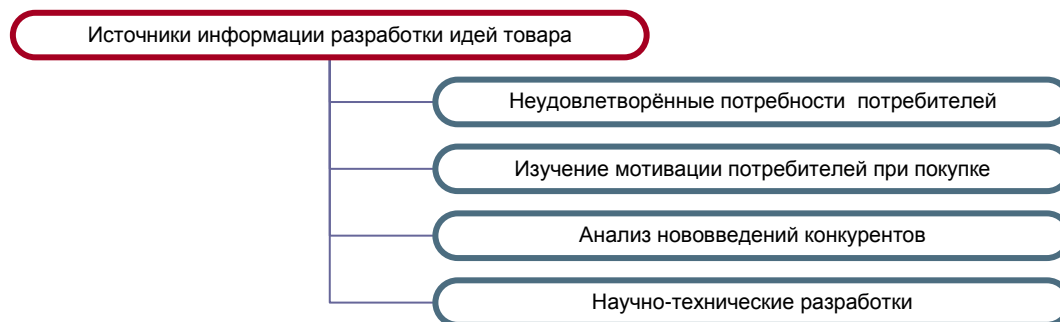 Источники информации разработки идей товара
Неудовлетворённые потребности  потребителей
Изучение мотивации потребителей при покупке
Анализ нововведений конкурентов
Научно-технические разработки